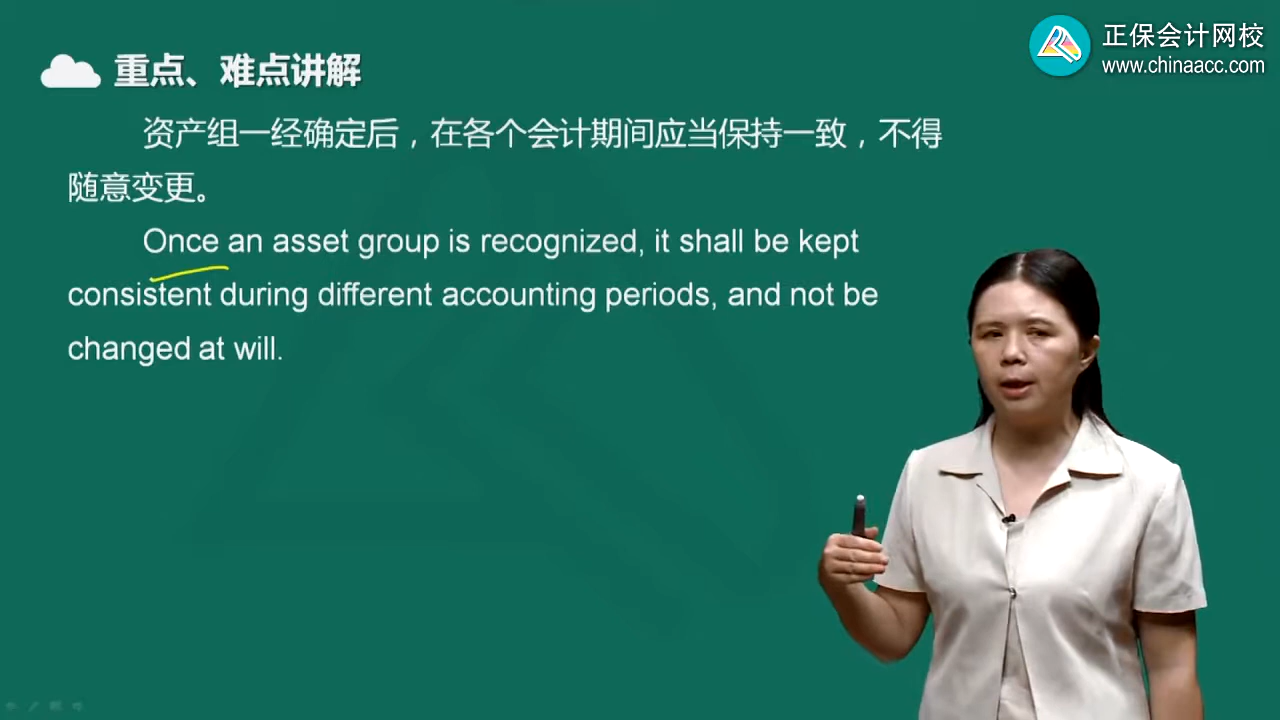 正保会计网校
www.chinaacc.com
重点、难点讲解
资产组一经确定后，在各个会计期间应当保持一致，不得
随意变更。
Once an asset group is recognized, it shall be kept
consistent during different accounting periods, and not be
changed at will.